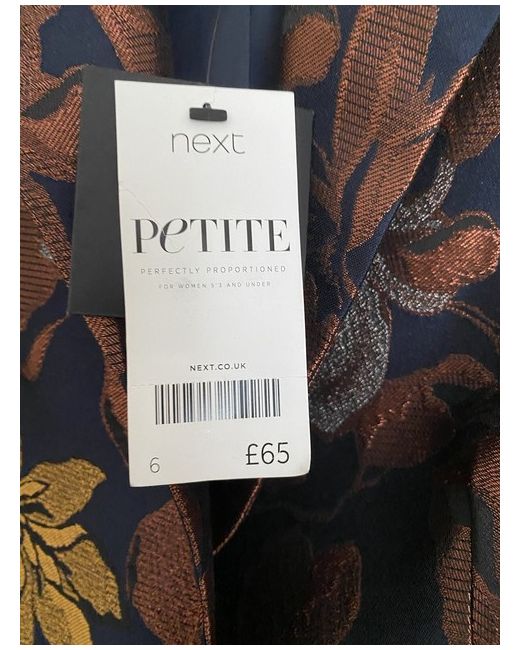 next
PETITE
PERFECTLY PROPORTIONED
FOR WOMEN 5'3 AND UNDER
NEXT.CO.UK
6 £65